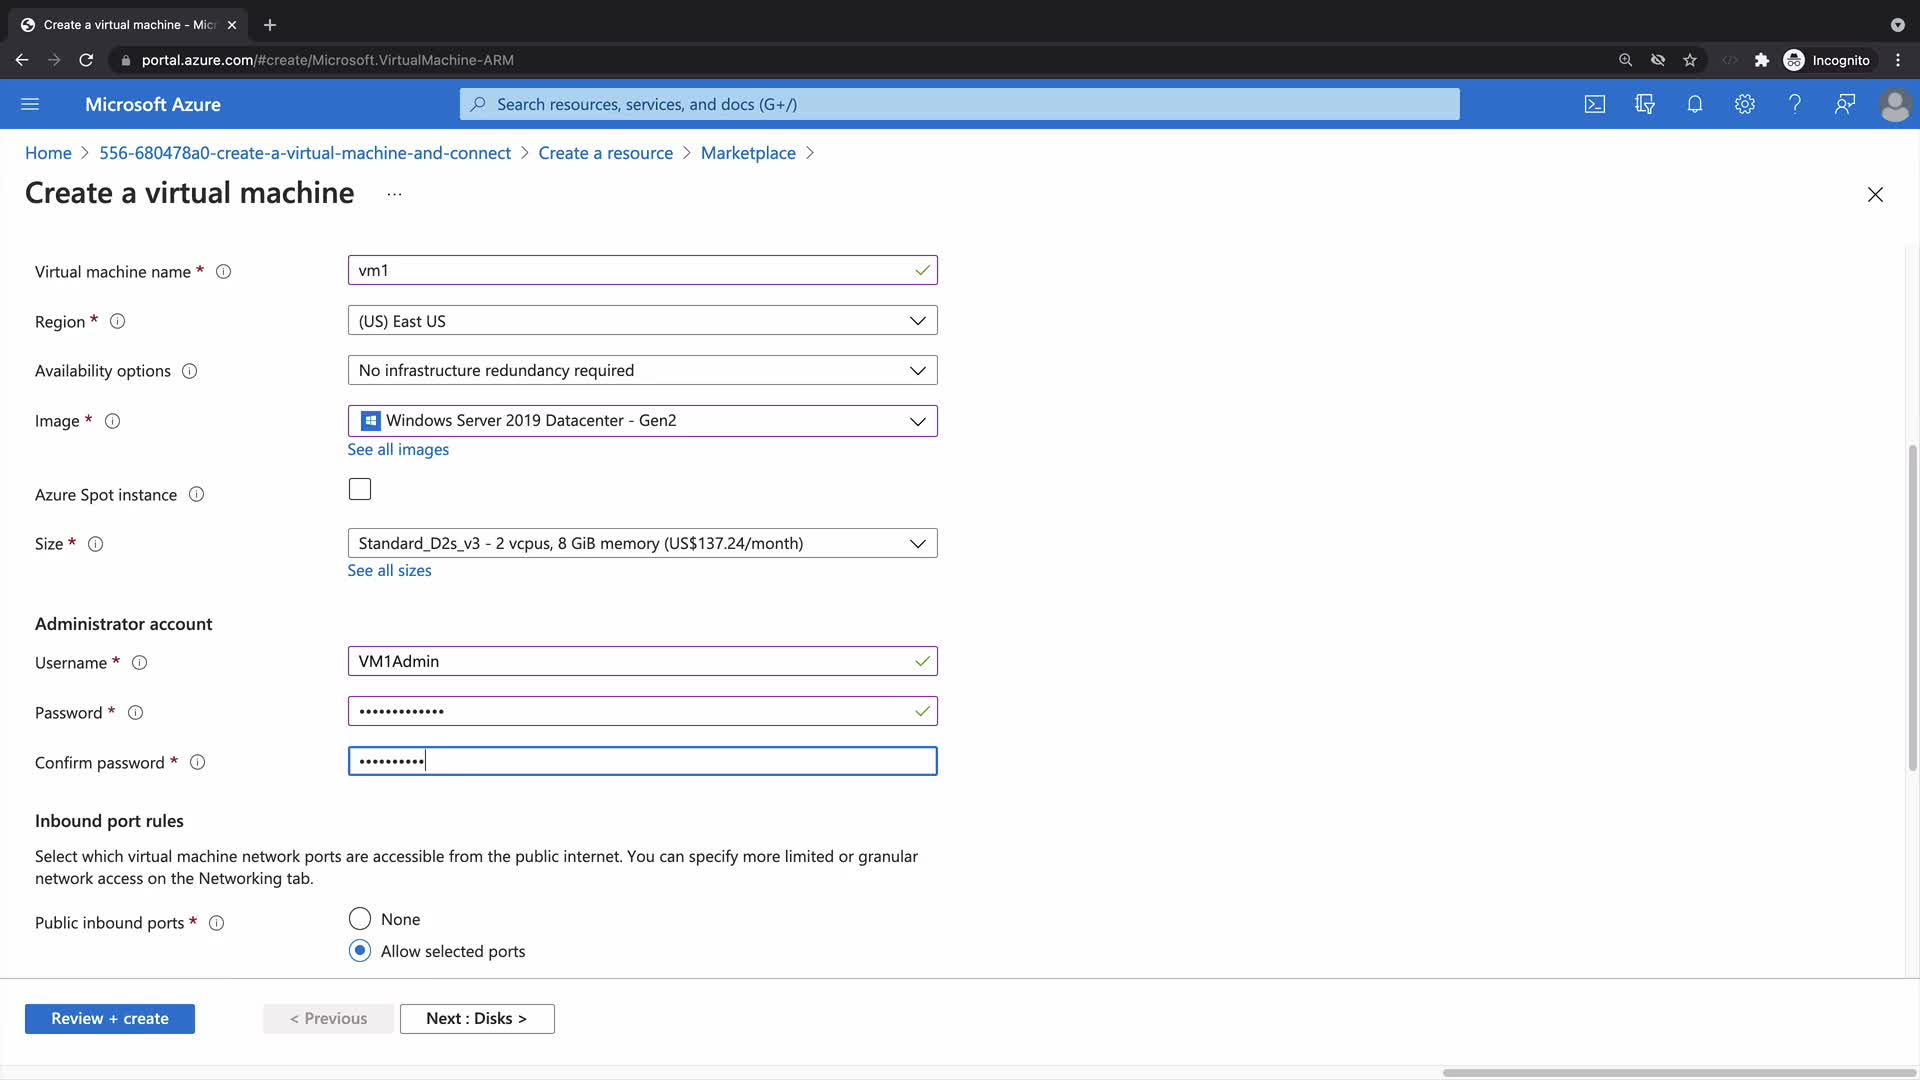 Create a virtual machine - Micr
portal.azure.com/#create/Microsoft.VirtualMachine-ARM
Incognito
Microsoft Azure
Search resources, services, and docs (G+/)
Home > 556-680478a0-create-a-virtual-machine-and-connect > Create a resource > Marketplace >
Create a virtual machine ...
Virtual machine name *
vm1
Region *
(US) East US
Availability options
No infrastructure redundancy required
Image *
Windows Server 2019 Datacenter - Gen2
See all images
Azure Spot instance
Size *
Standard_D2s_v3 - 2 vcpus, 8 GiB memory (US$137.24/month)
See all sizes
Administrator account
Username *
VM1Admin
Password *
•••••••••••••
Confirm password *
••••••••••
Inbound port rules
Select which virtual machine network ports are accessible from the public internet. You can specify more limited or granular
network access on the Networking tab.
Public inbound ports *
None
Allow selected ports
Review + create
< Previous
Next : Disks >